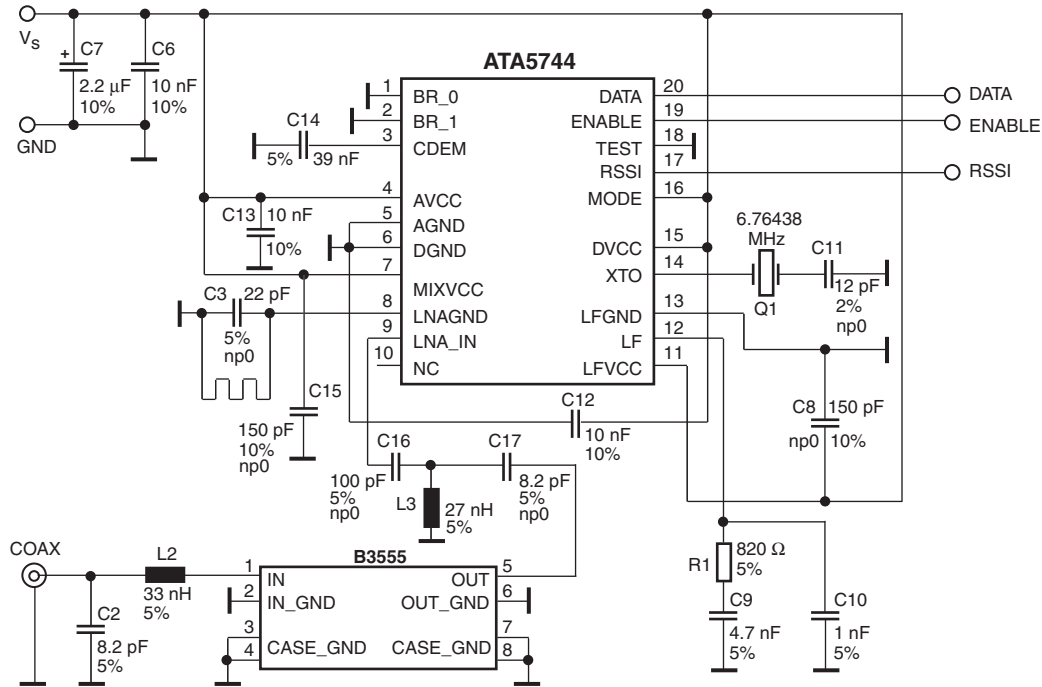 V_S
+ C7
2.2 µF
10%
C6
10 nF
10%
GND
ATA5744
1 BR_0
2 BR_1
3 CDEM
4 AVCC
5 AGND
6 DGND
7 MIXVCC
8 LNAGND
9 LNA_IN
10 NC
DATA 20
ENABLE 19
TEST 18
RSSI 17
MODE 16
DVCC 15
XTO 14
LFGND 13
LF 12
LFVCC 11
DATA
ENABLE
RSSI
C14
5% 39 nF
C13 10 nF
10%
C3 22 pF
5%
np0
C15
150 pF
10%
np0
6.76438
MHz
Q1
C11
12 pF
2%
np0
C12
10 nF
10%
C8 150 pF
np0 10%
C16
100 pF
5%
np0
C17
8.2 pF
5%
np0
L3 27 nH
5%
COAX
L2
33 nH
5%
C2
8.2 pF
5%
B3555
1 IN
2 IN_GND
3
4 CASE_GND
OUT 5
OUT_GND 6
7
CASE_GND 8
R1 820 Ω
5%
C9
4.7 nF
5%
C10
1 nF
5%